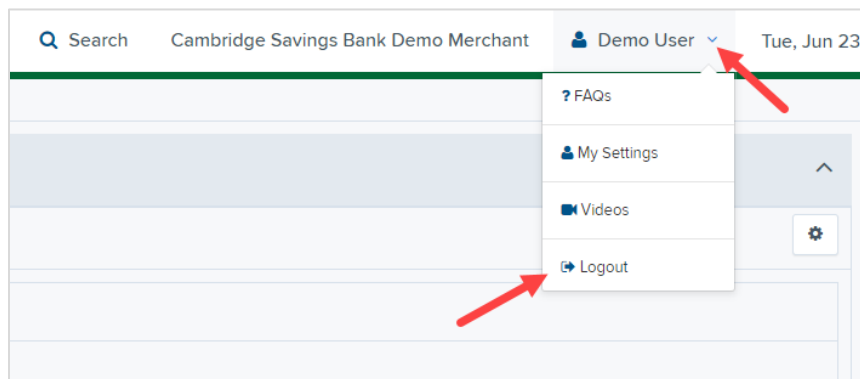 Search Cambridge Savings Bank Demo Merchant Demo User Tue, Jun 23
? FAQs
My Settings
Videos
Logout